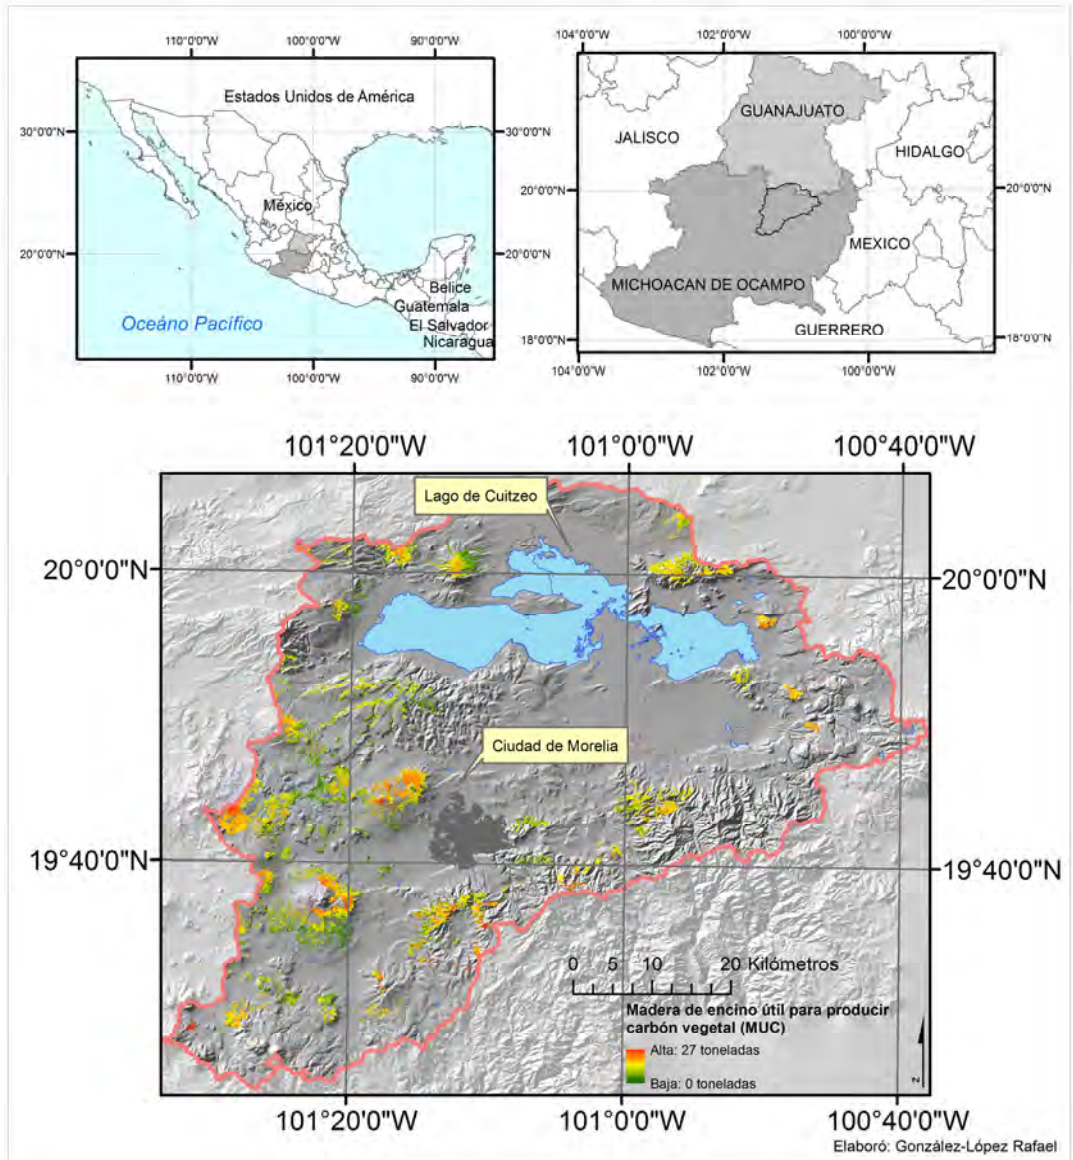 110°0'0"W 100°0'0"W 90°0'0"W
Estados Unidos de América
30°0'0"N 30°0'0"N
México
20°0'0"N 20°0'0"N
Belice
Guatemala
Oceáno Pacífico
El Salvador
Nicaragua
110°0'0"W 100°0'0"W 90°0'0"W
104°0'0"W 102°0'0"W 100°0'0"W
GUANAJUATO
JALISCO
HIDALGO
20°0'0"N 20°0'0"N
MEXICO
MICHOACAN DE OCAMPO
GUERRERO
18°0'0"N 18°0'0"N
104°0'0"W 102°0'0"W 100°0'0"W
101°20'0"W 101°0'0"W 100°40'0"W
Lago de Cuitzeo
20°0'0"N 20°0'0"N
Ciudad de Morelia
19°40'0"N 19°40'0"N
0 5 10 20 Kilómetros
Madera de encino útil para producir
carbón vegetal (MUC)
Alta: 27 toneladas
Baja: 0 toneladas
N
101°20'0"W 101°0'0"W 100°40'0"W
Elaboró: González-López Rafael